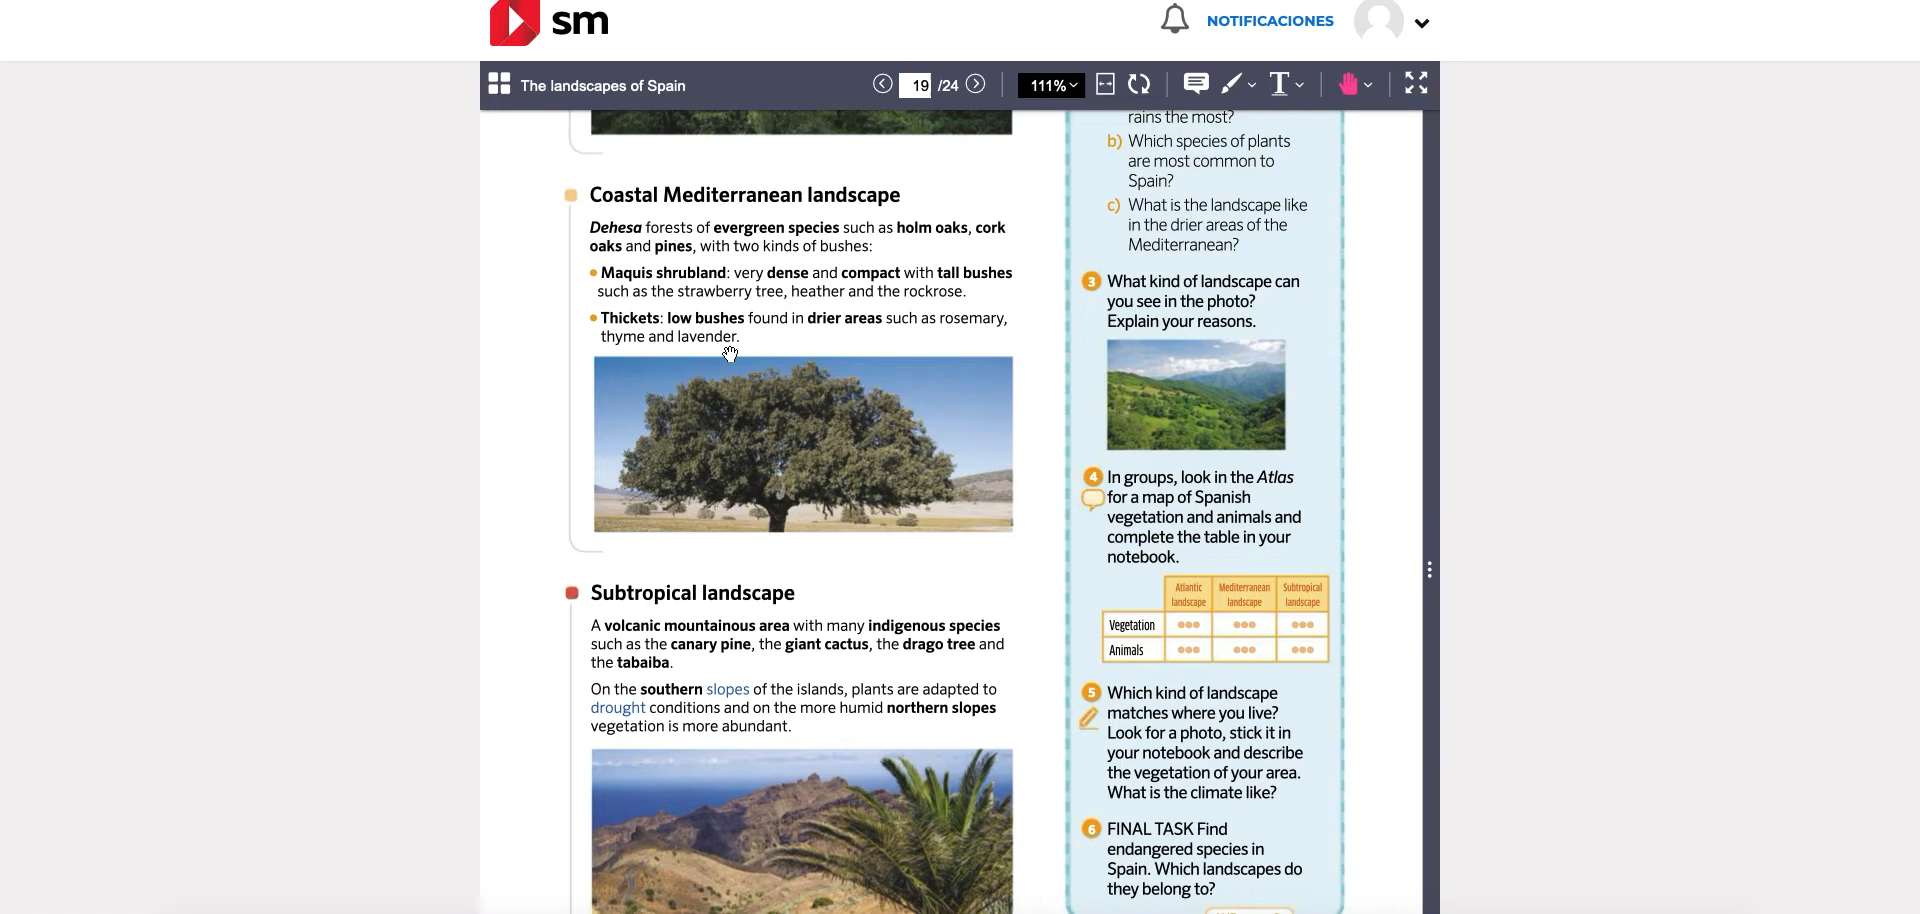 sm
NOTIFICACIONES
The landscapes of Spain
19 /24
111%
T
Coastal Mediterranean landscape
Dehesa forests of evergreen species such as holm oaks, cork
oaks and pines, with two kinds of bushes:
• Maquis shrubland: very dense and compact with tall bushes
such as the strawberry tree, heather and the rockrose.
• Thickets: low bushes found in drier areas such as rosemary,
thyme and lavender.
Subtropical landscape
A volcanic mountainous area with many indigenous species
such as the canary pine, the giant cactus, the drago tree and
the tabaiba.
On the southern slopes of the islands, plants are adapted to
drought conditions and on the more humid northern slopes
vegetation is more abundant.
rains the most?
b) Which species of plants
are most common to
Spain?
c) What is the landscape like
in the drier areas of the
Mediterranean?
3 What kind of landscape can
you see in the photo?
Explain your reasons.
4 In groups, look in the Atlas
for a map of Spanish
vegetation and animals and
complete the table in your
notebook.
Atlantic landscape Mediterranean landscape Subtropical landscape
Vegetation
Animals
5 Which kind of landscape
matches where you live?
Look for a photo, stick it in
your notebook and describe
the vegetation of your area.
What is the climate like?
6 FINAL TASK Find
endangered species in
Spain. Which landscapes do
they belong to?